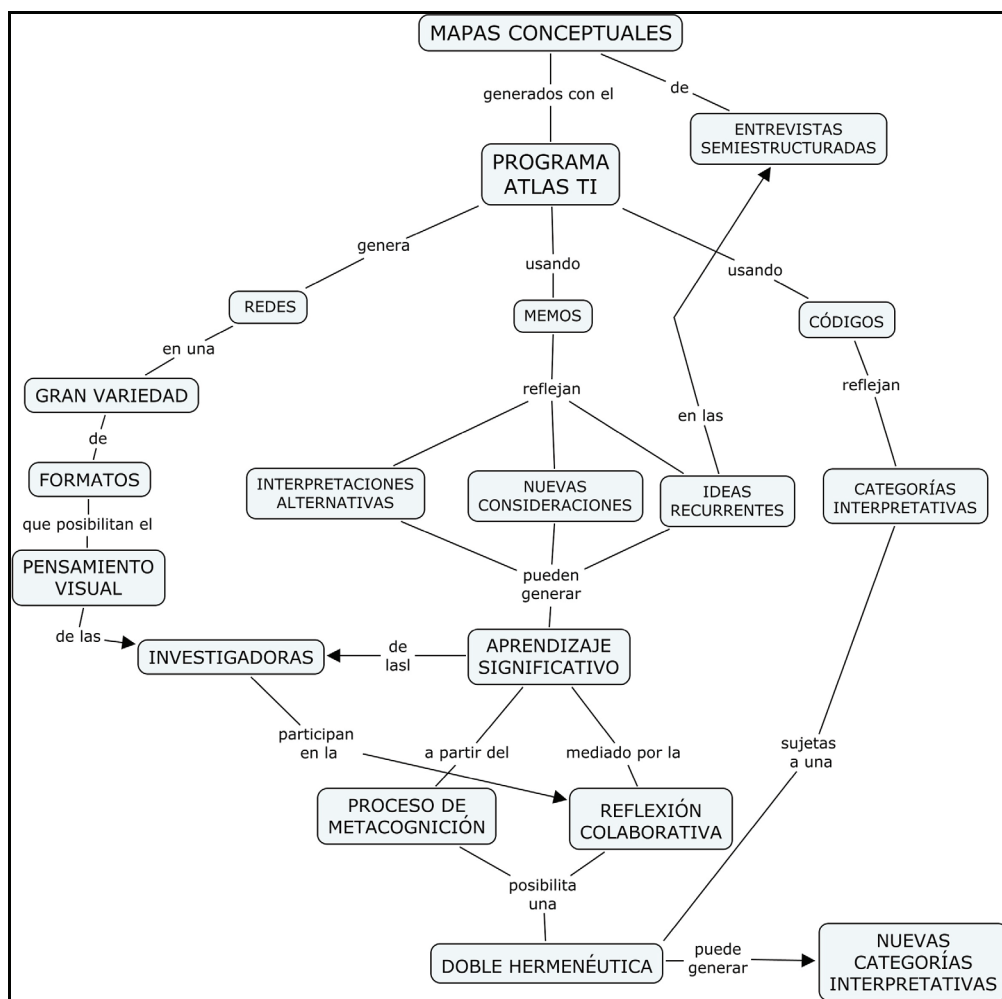 MAPAS CONCEPTUALES
generados con el
de
ENTREVISTAS
SEMIESTRUCTURADAS
PROGRAMA
ATLAS TI
genera
usando
usando
REDES
MEMOS
CÓDIGOS
en una
GRAN VARIEDAD
reflejan
reflejan
de
en las
FORMATOS
INTERPRETACIONES
ALTERNATIVAS
NUEVAS
CONSIDERACIONES
IDEAS
RECURRENTES
CATEGORÍAS
INTERPRETATIVAS
que posibilitan el
PENSAMIENTO
VISUAL
pueden
generar
de las
INVESTIGADORAS
de
lasl
APRENDIZAJE
SIGNIFICATIVO
participan
en la
a partir del
mediado por la
sujetas
a una
PROCESO DE
METACOGNICIÓN
REFLEXIÓN
COLABORATIVA
posibilita
una
DOBLE HERMENÉUTICA
puede
generar
NUEVAS
CATEGORÍAS
INTERPRETATIVAS